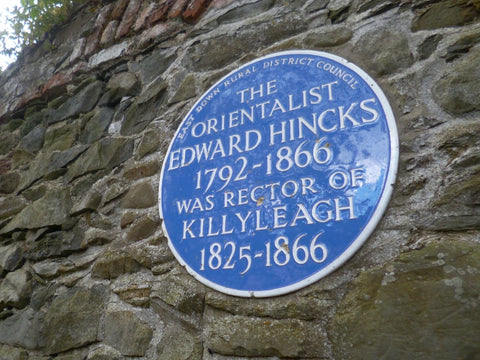 EAST DOWN RURAL DISTRICT COUNCIL
THE
ORIENTALIST
EDWARD HINCKS
1792-1866
WAS RECTOR OF
KILLYLEAGH
1825-1866